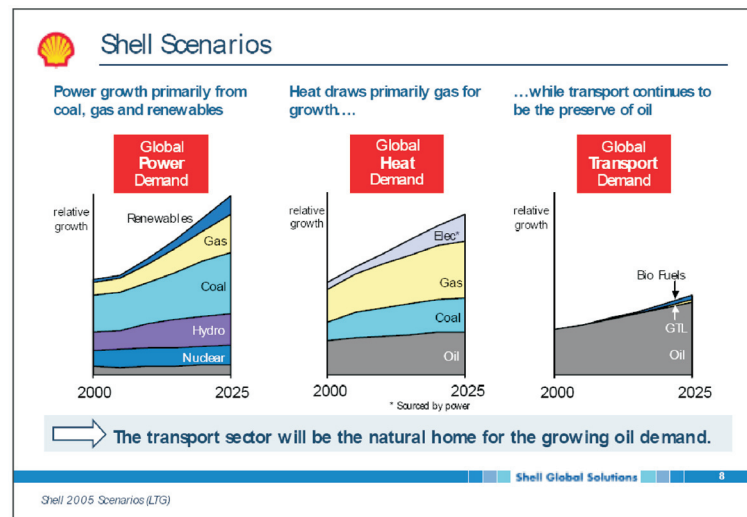 Shell Scenarios
Power growth primarily from
coal, gas and renewables
Heat draws primarily gas for
growth….
…while transport continues to
be the preserve of oil
Global
Power
Demand
Global
Heat
Demand
Global
Transport
Demand
relative
growth
Renewables
Gas
Coal
Hydro
Nuclear
2000
2025
relative
growth
Elec*
Gas
Coal
Oil
2000
2025
* Sourced by power
relative
growth
Bio Fuels
GTL
Oil
2000
2025
The transport sector will be the natural home for the growing oil demand.
Shell Global Solutions
8
Shell 2005 Scenarios (LTG)